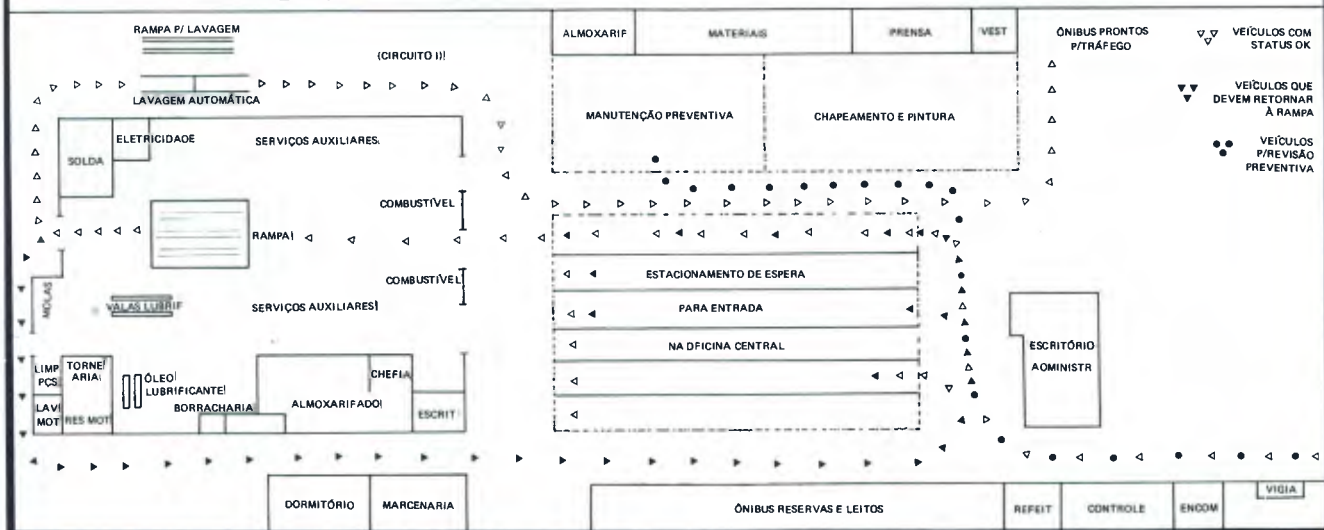 RAMPA P/ LAVAGEM
(CIRCUITO I)
LAVAGEM AUTOMÁTICA
ELETRICIDADE
SOLDA
SERVIÇOS AUXILIARES
COMBUSTÍVEL
RAMPA
COMBUSTÍVEL
MOLAS
VALAS LUBRIF
SERVIÇOS AUXILIARES
LIMP
PÇS
TORNE
ARIA
LAV
MOT
RES MOT
ÓLEO
LUBRIFICANTE
BORRACHARIA
ALMOXARIFADO
CHEFIA
ESCRIT
DORMITÓRIO
MARCENARIA
ALMOXARIF
MATERIAIS
PRENSA
VEST
MANUTENÇÃO PREVENTIVA
CHAPEAMENTO E PINTURA
ESTACIONAMENTO DE ESPERA
PARA ENTRADA
NA OFICINA CENTRAL
ÔNIBUS PRONTOS
P/TRÁFEGO
VEÍCULOS COM
STATUS OK
VEÍCULOS QUE
DEVEM RETORNAR
À RAMPA
VEÍCULOS
P/REVISÃO
PREVENTIVA
ESCRITÓRIO
ADMINISTR
ÔNIBUS RESERVAS E LEITOS
REFEIT
CONTROLE
ENCOM
VIGIA